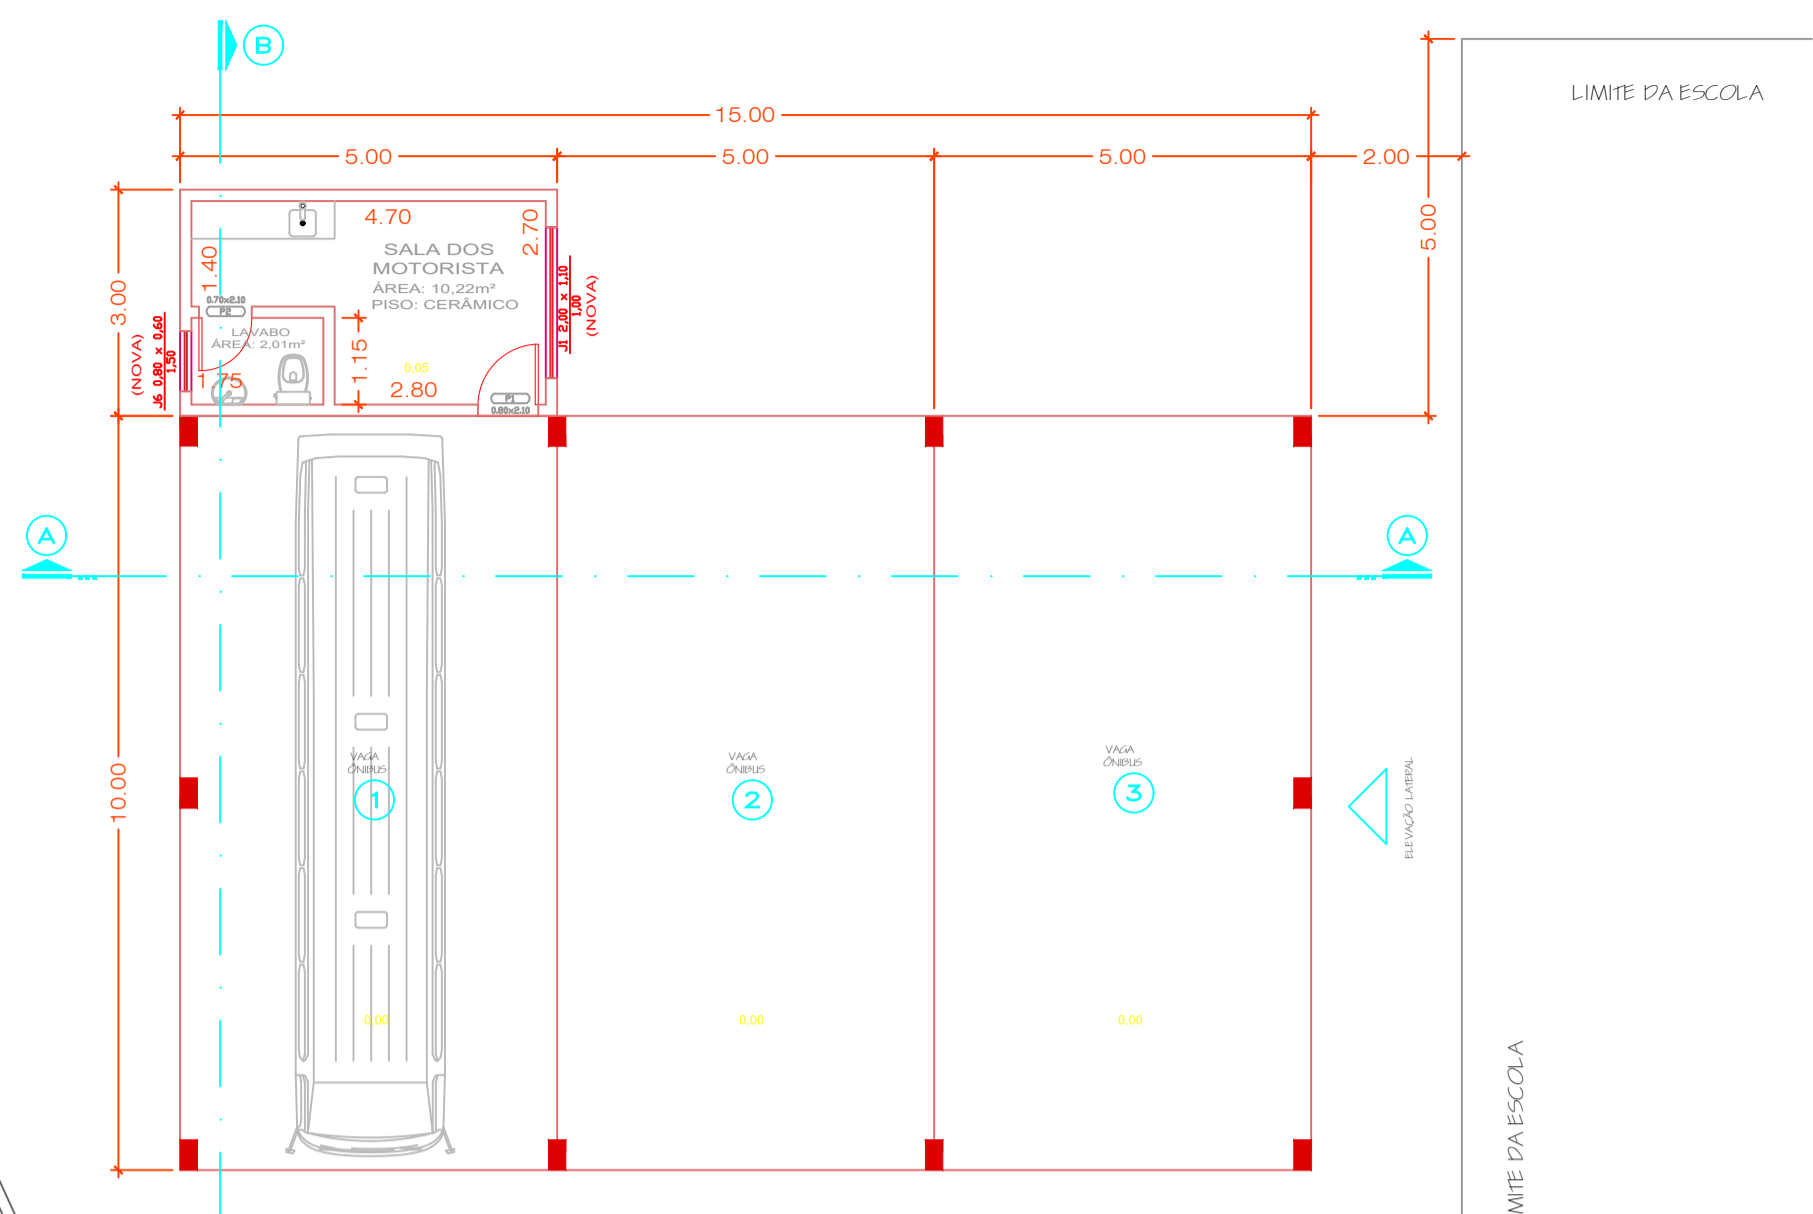 B
LIMITE DA ESCOLA
15.00
5.00
5.00
5.00
2.00
5.00
3.00
4.70
2.70
1.40
SALA DOS
MOTORISTA
ÁREA: 10,22m²
PISO: CERÂMICO
0.70x2.10
P2
LAVABO
ÁREA: 2,01m²
1.75
1.15
0,05
2.80
P1
0.80x2.10
J6 0,80 x 0,60
1,50
(NOVA)
J1 2,00 x 1,10
1,00
(NOVA)
A
A
10.00
VAGA
ÔNIBUS
1
VAGA
ÔNIBUS
2
VAGA
ÔNIBUS
3
ELEVAÇÃO LATERAL
0,00
0,00
0,00
MITE DA ESCOLA